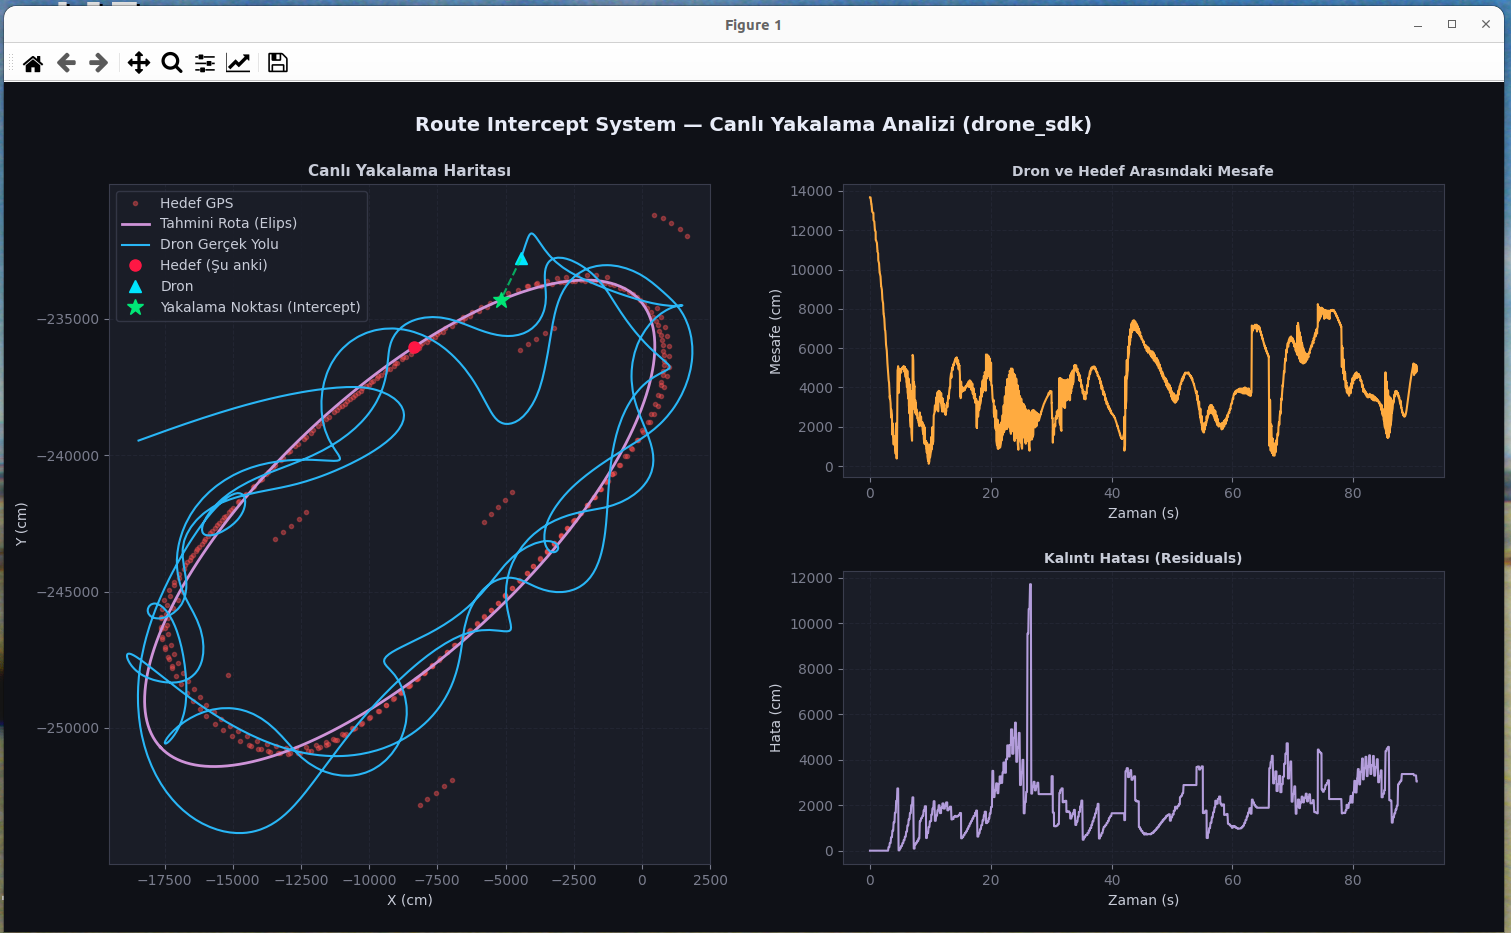 Figure 1
Route Intercept System — Canlı Yakalama Analizi (drone_sdk)
Canlı Yakalama Haritası
Hedef GPS
Tahmini Rota (Elips)
Dron Gerçek Yolu
Hedef (Şu anki)
Dron
Yakalama Noktası (Intercept)
−235000
−240000
−245000
−250000
Y (cm)
−17500 −15000 −12500 −10000 −7500 −5000 −2500 0 2500
X (cm)
Dron ve Hedef Arasındaki Mesafe
14000
12000
10000
8000
6000
4000
2000
0
Mesafe (cm)
0 20 40 60 80
Zaman (s)
Kalıntı Hatası (Residuals)
12000
10000
8000
6000
4000
2000
0
Hata (cm)
0 20 40 60 80
Zaman (s)